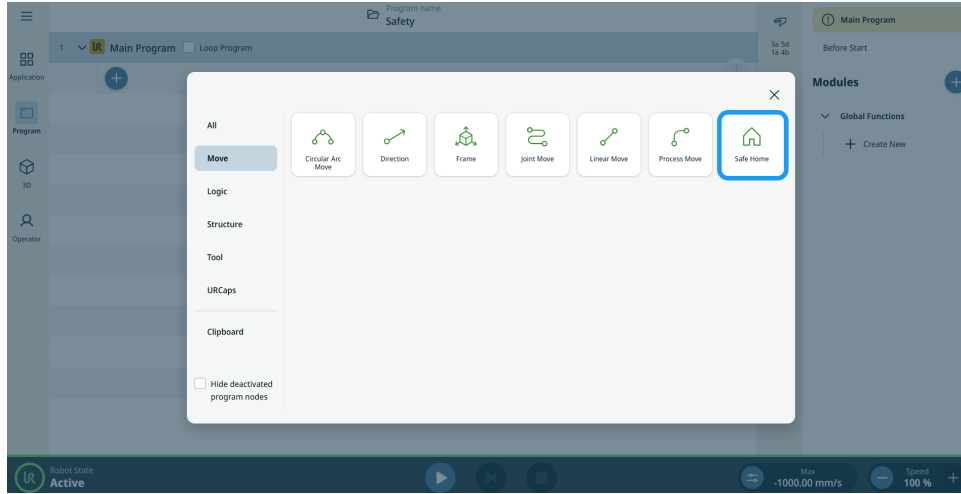 Program name
Safety
3a 5d
1a 4b
Main Program
1
UR
Main Program
Loop Program
Before Start
Application
Modules
Program
Global Functions
Create New
3D
Operator
All
Move
Logic
Structure
Tool
URCaps
Clipboard
Hide deactivated
program nodes
Circular Arc
Move
Direction
Frame
Joint Move
Linear Move
Process Move
Safe Home
UR
Robot State
Active
Max
-1000.00 mm/s
Speed
100 %